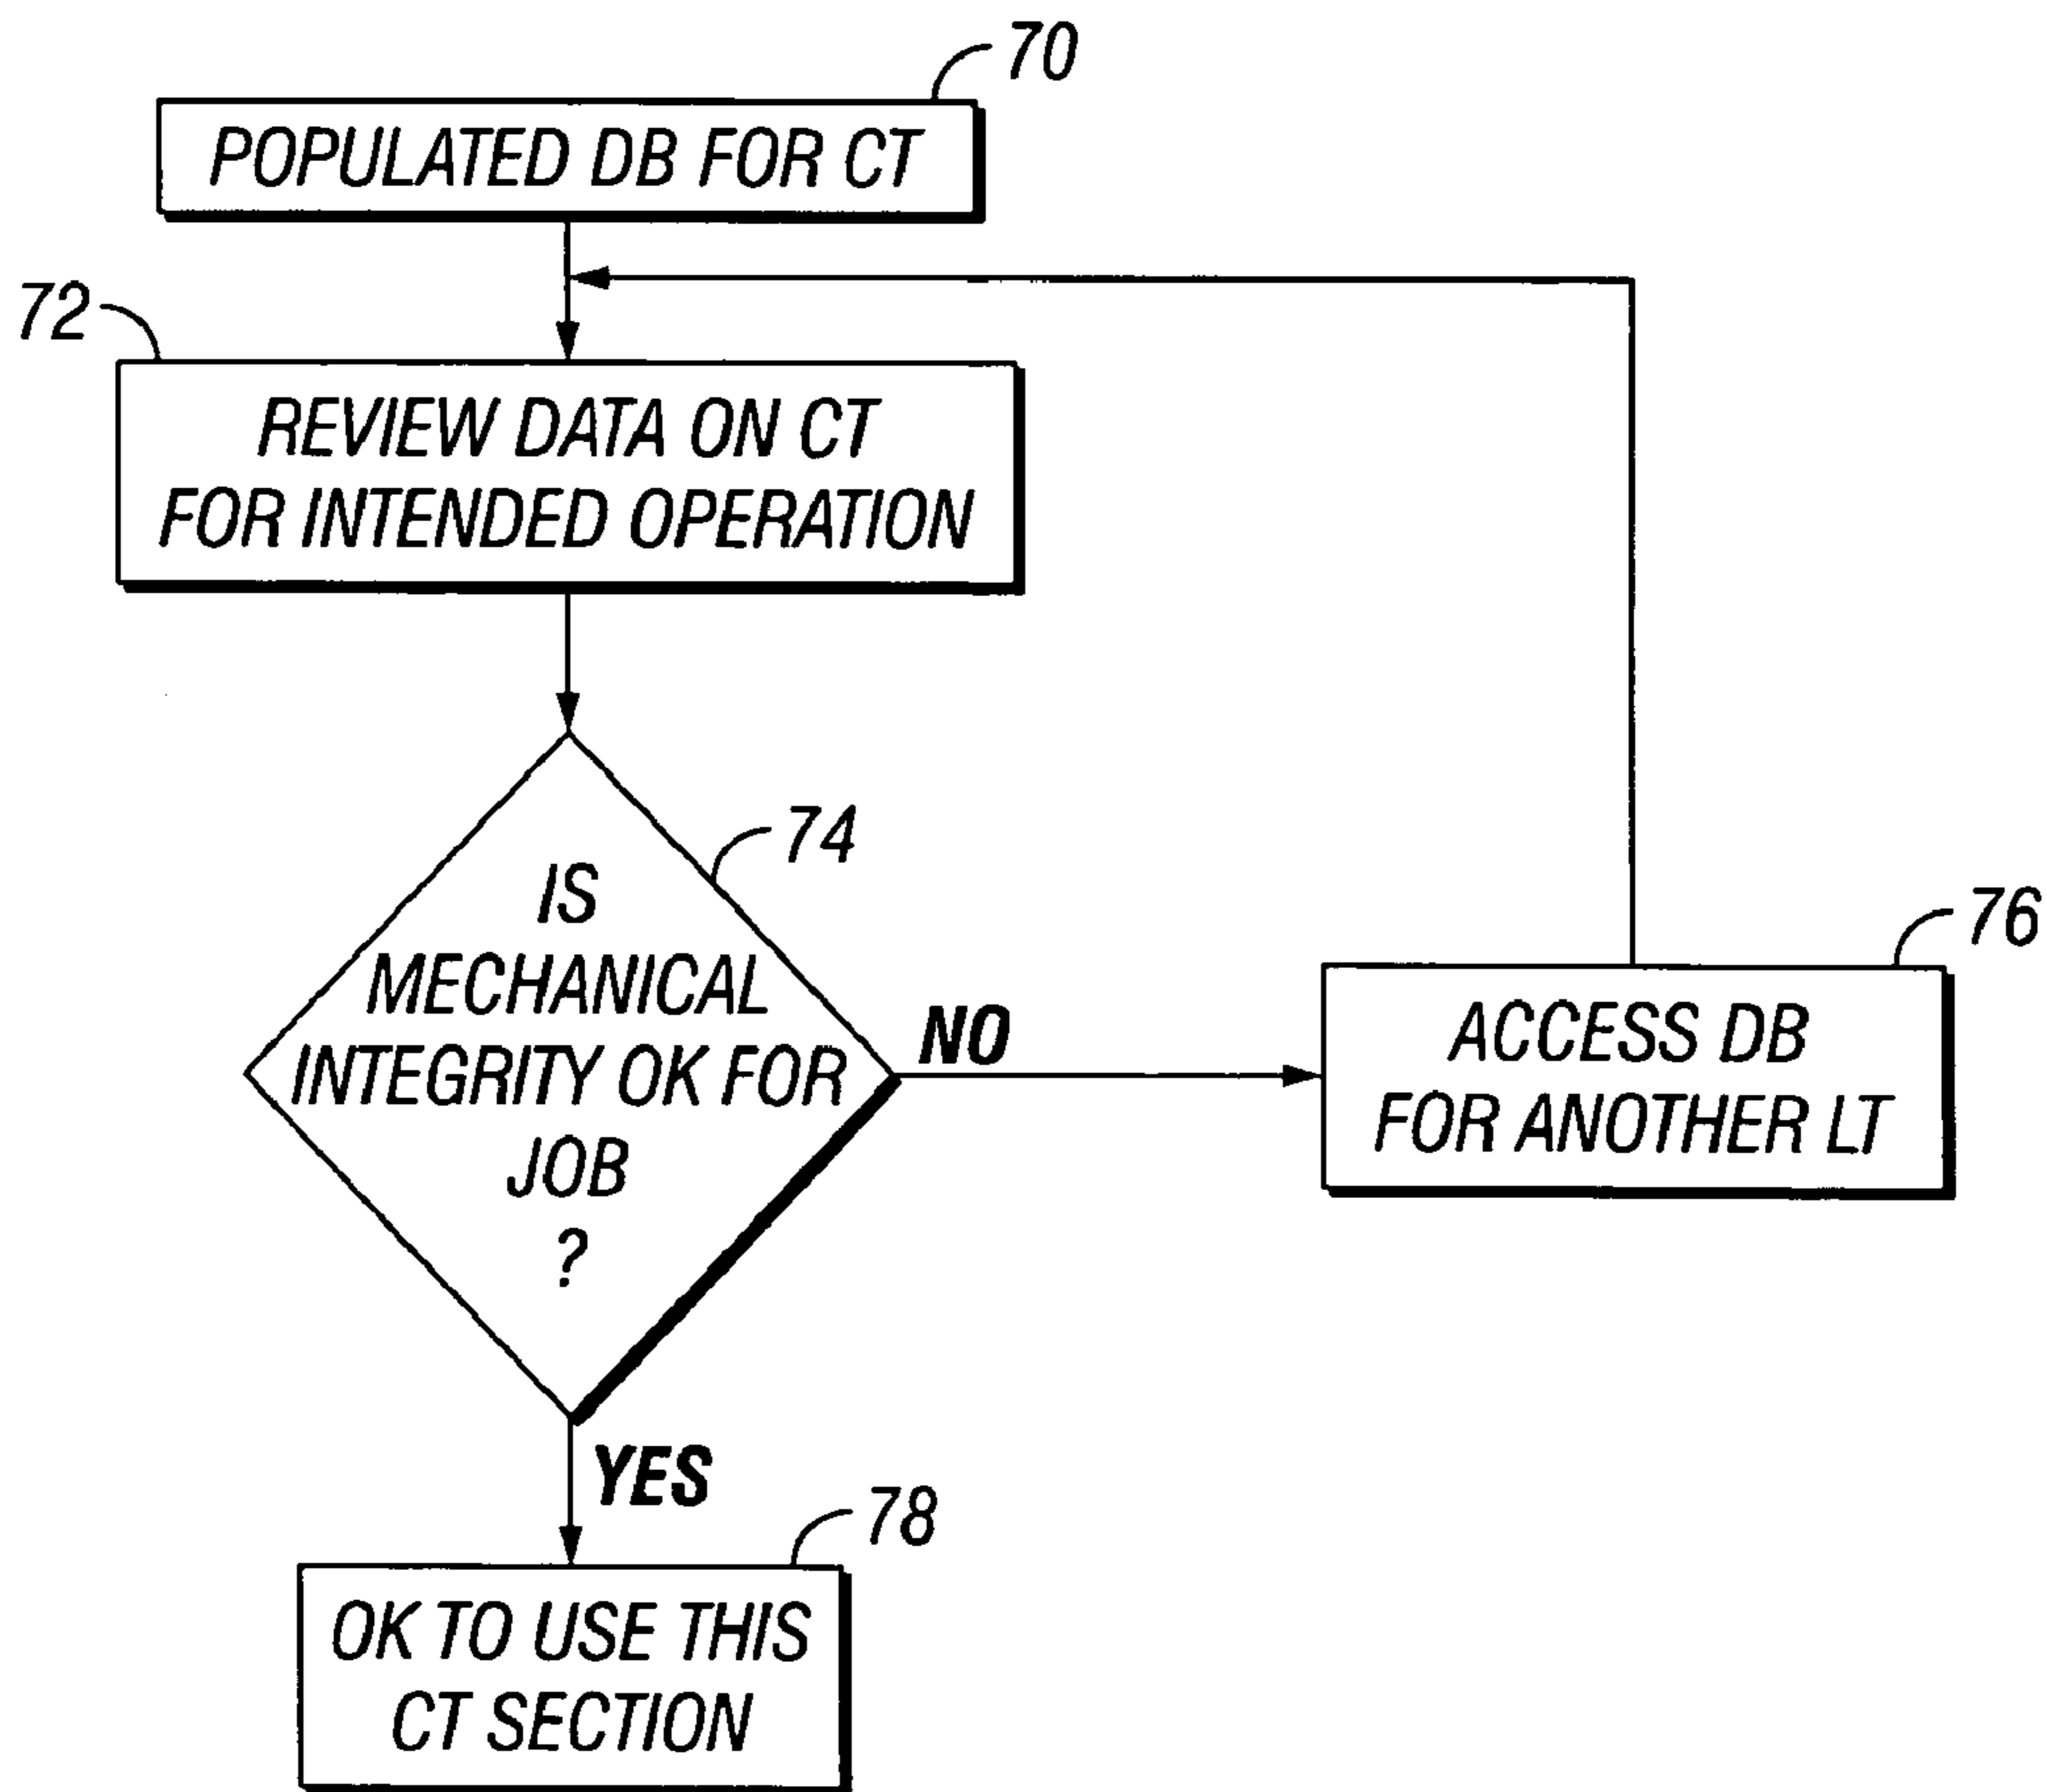 70
POPULATED DB FOR CT
72
REVIEW DATA ON CT
FOR INTENDED OPERATION
74
IS
MECHANICAL
INTEGRITY OK FOR
JOB
?
NO
76
ACCESS DB
FOR ANOTHER LT
YES
78
OK TO USE THIS
CT SECTION